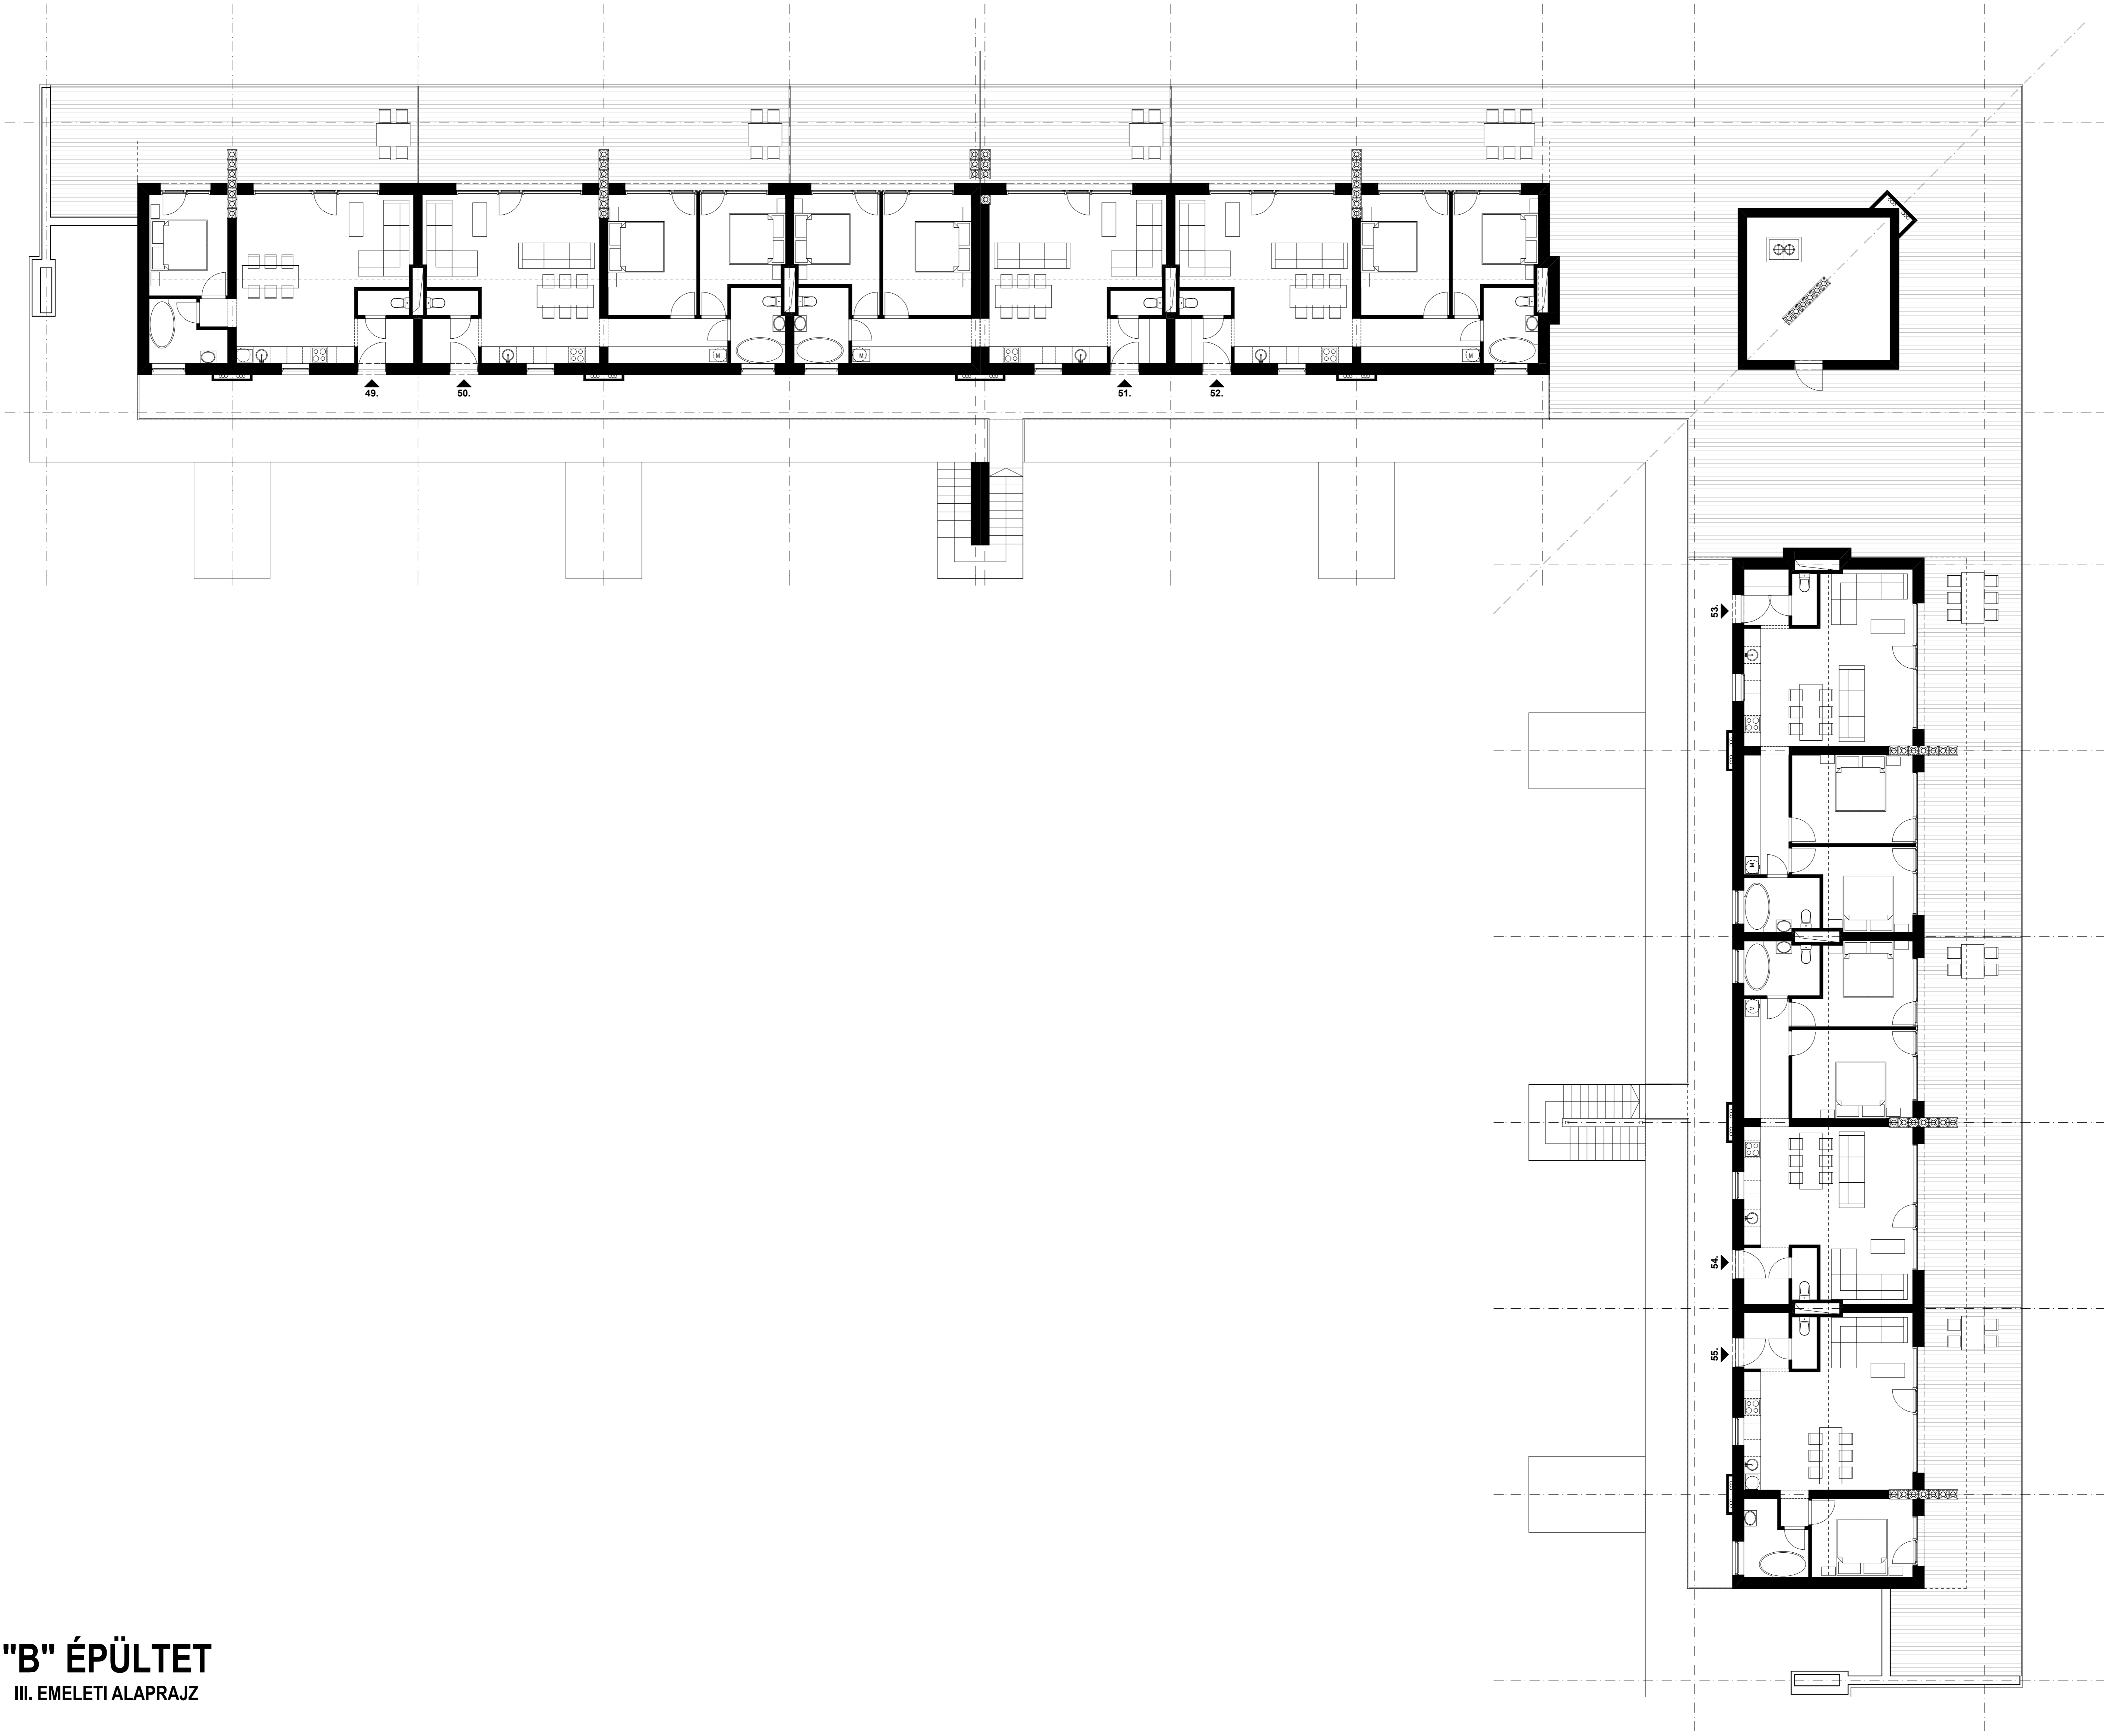 49.
50.
51.
52.
M
M
M
53.
M
M
54.
55.
"B" ÉPÜLTET
III. EMELETI ALAPRAJZ